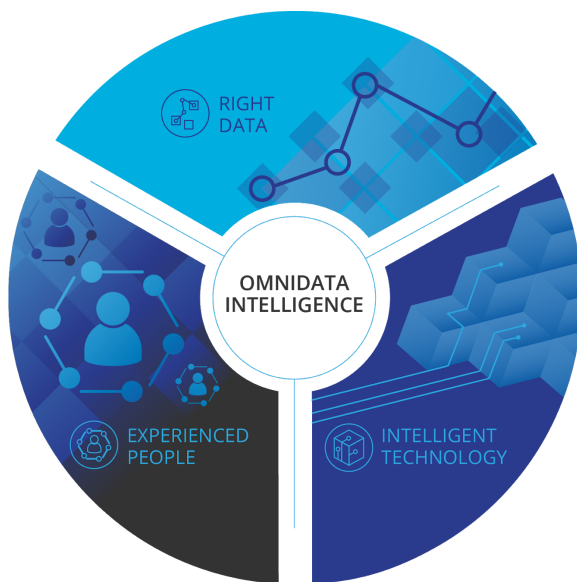 RIGHT
DATA
OMNIDATA
INTELLIGENCE
EXPERIENCED
PEOPLE
INTELLIGENT
TECHNOLOGY